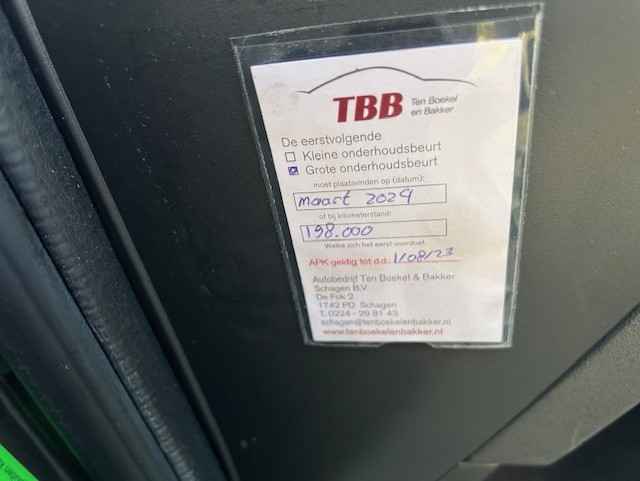 TBB Ten Boekel
en Bakker
De eerstvolgende
Kleine onderhoudsbeurt
Grote onderhoudsbeurt
moet plaatsvinden op (datum):
maart 2024
of bij kilometerstand:
198.000
Welke zich het eerst voordoet.
APK geldig tot d.d.: 1/08/23
Autobedrijf Ten Boekel & Bakker
Schagen B.V.
De Fok 2
1742 PD Schagen
T. 0224 - 29 81 43
schagen@tenboekelenbakker.nl
www.tenboekelenbakker.nl